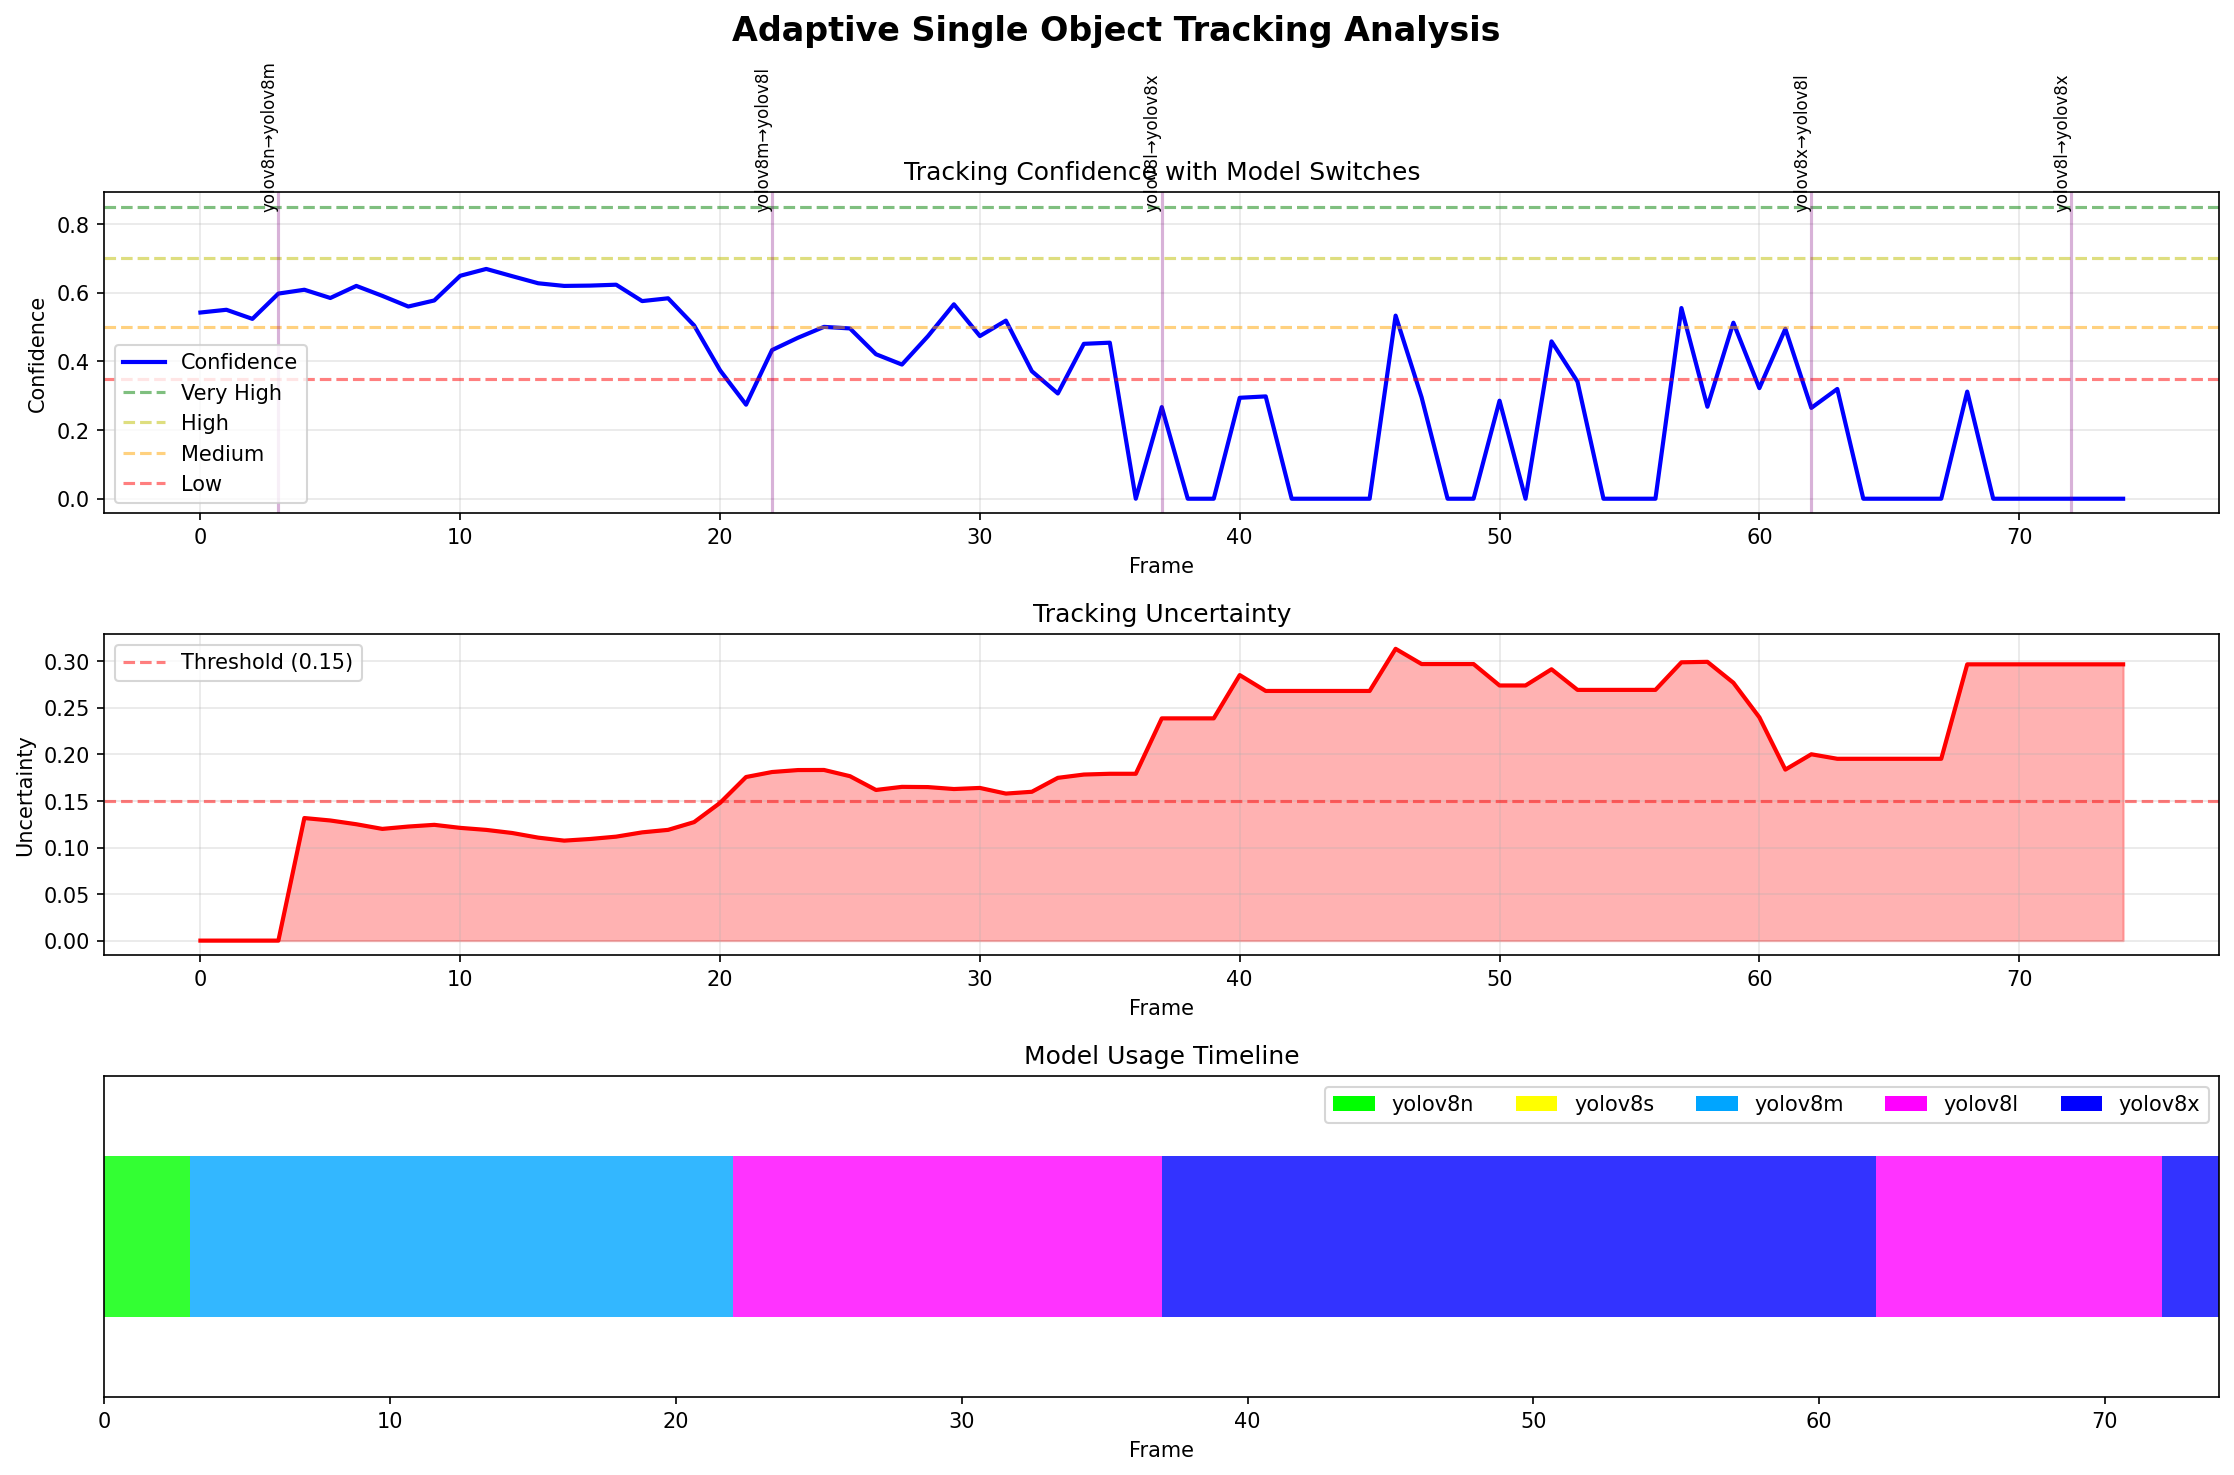 Adaptive Single Object Tracking Analysis
yolov8n→yolov8m
yolov8m→yolov8l
yolov8l→yolov8x
yolov8x→yolov8l
yolov8l→yolov8x
Tracking Confidence with Model Switches
Confidence
0.8
0.6
0.4
0.2
0.0
Confidence
Very High
High
Medium
Low
0 10 20 30 40 50 60 70
Frame
Tracking Uncertainty
Uncertainty
0.30
0.25
0.20
0.15
0.10
0.05
0.00
Threshold (0.15)
0 10 20 30 40 50 60 70
Frame
Model Usage Timeline
yolov8n yolov8s yolov8m yolov8l yolov8x
0 10 20 30 40 50 60 70
Frame